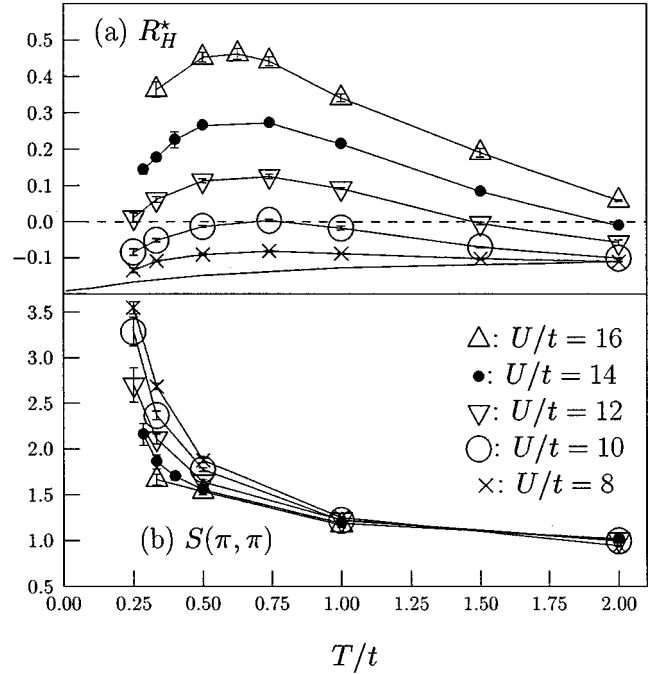 (a) R_H^⋆
0.5
0.4
0.3
0.2
0.1
0.0
−0.1
3.5
3.0
2.5
2.0
1.5
1.0
0.5
△: U/t = 16
●: U/t = 14
▽: U/t = 12
○: U/t = 10
×: U/t = 8
(b) S(π, π)
0.00 0.25 0.50 0.75 1.00 1.25 1.50 1.75 2.00
T/t